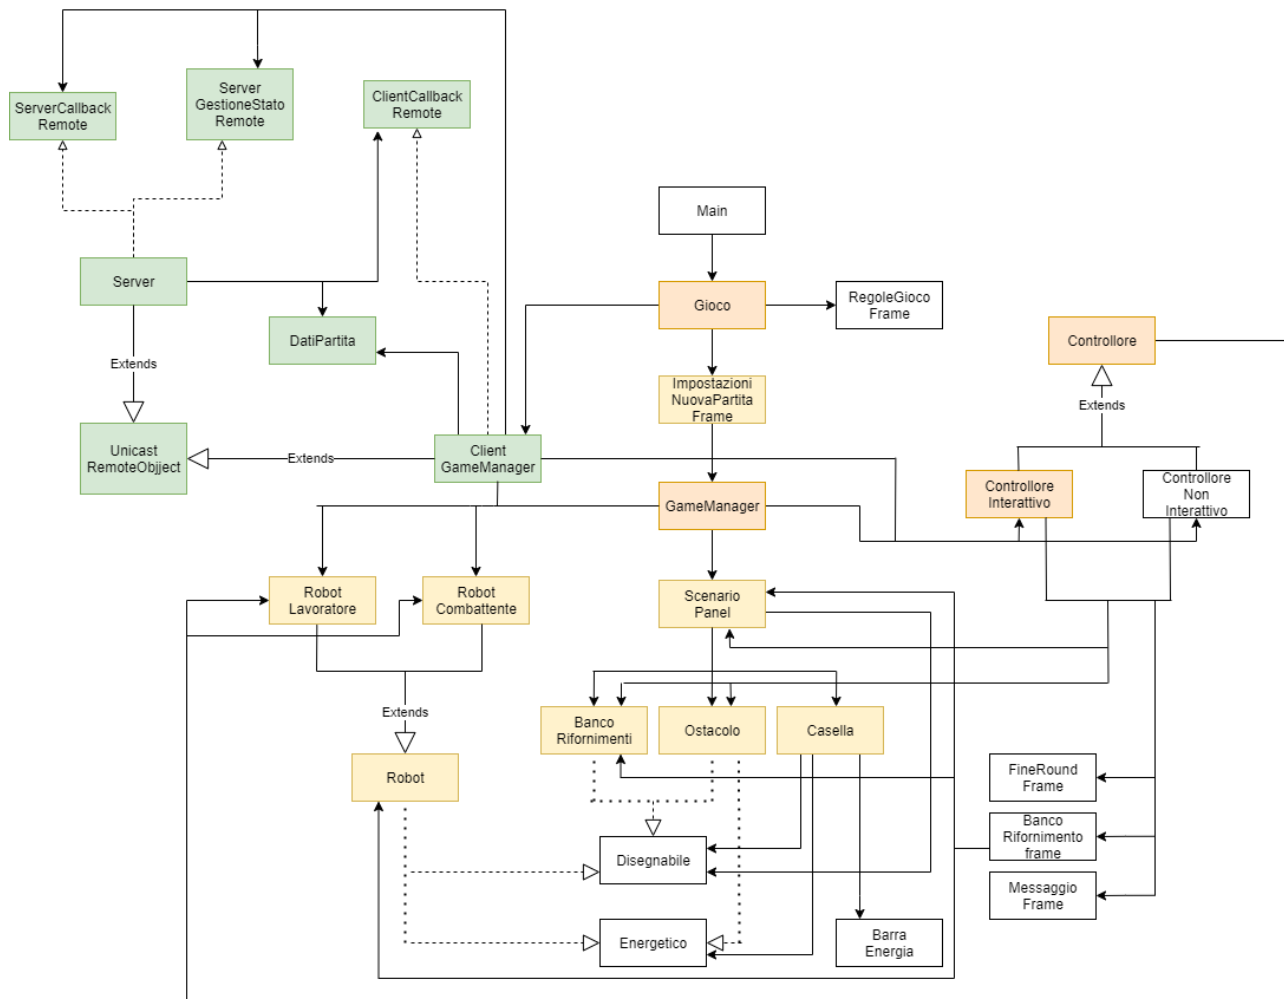 Server
GestioneStato
Remote
ServerCallback
Remote
ClientCallback
Remote
Main
Server
Gioco
RegoleGioco
Frame
DatiPartita
Controllore
Extends
Impostazioni
NuovaPartita
Frame
Extends
Unicast
RemoteObjject
Extends
Client
GameManager
Controllore
Interattivo
Controllore
Non
Interattivo
GameManager
Robot
Lavoratore
Robot
Combattente
Scenario
Panel
Extends
Banco
Rifornimenti
Ostacolo
Casella
Robot
FineRound
Frame
Banco
Rifornimento
frame
Disegnabile
Messaggio
Frame
Energetico
Barra
Energia